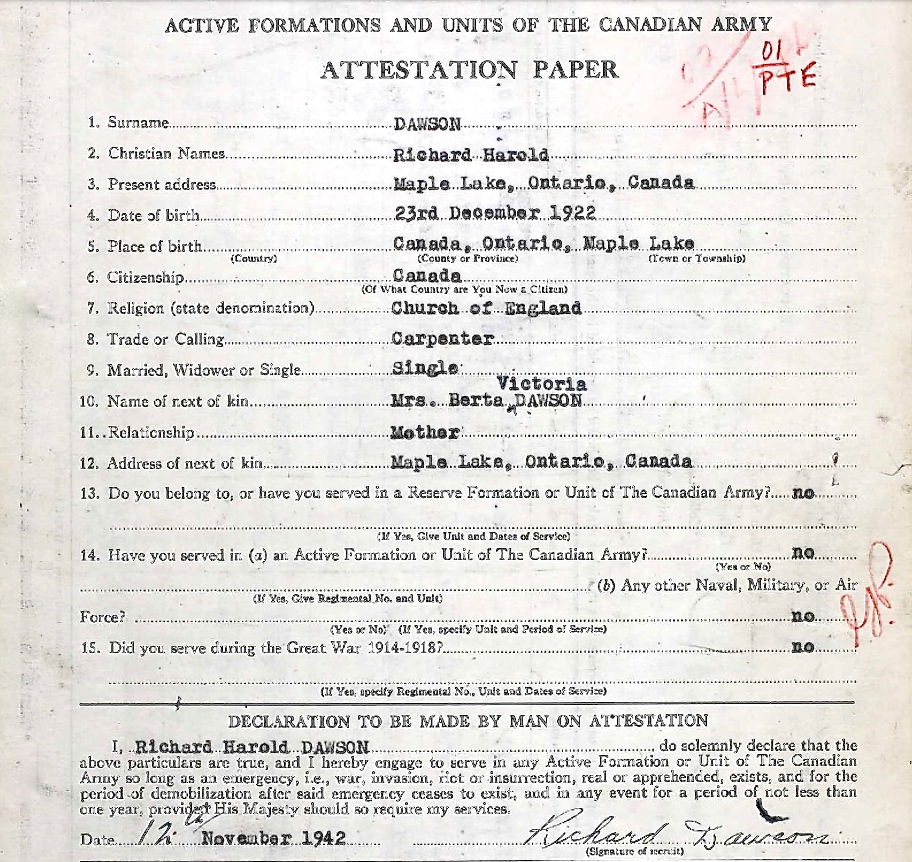 ACTIVE FORMATIONS AND UNITS OF THE CANADIAN ARMY
ATTESTATION PAPER
01
PTE
1. Surname DAWSON
2. Christian Names Richard Harold
3. Present address Maple Lake, Ontario, Canada
4. Date of birth 23rd December 1922
5. Place of birth Canada, Ontario, Maple Lake
(Country) (County or Province) (Town or Township)
6. Citizenship Canada
(Of What Country are You Now a Citizen)
7. Religion (state denomination) Church of England
8. Trade or Calling Carpenter
9. Married, Widower or Single Single
Victoria
10. Name of next of kin Mrs. Berta DAWSON
11. Relationship Mother
12. Address of next of kin Maple Lake, Ontario, Canada
13. Do you belong to, or have you served in a Reserve Formation or Unit of The Canadian Army? no
(If Yes, Give Unit and Dates of Service)
14. Have you served in (a) an Active Formation or Unit of The Canadian Army? no
(Yes or No)
(b) Any other Naval, Military, or Air
(If Yes, Give Regimental No. and Unit)
Force? no
(Yes or No) (If Yes, specify Unit and Period of Service)
15. Did you serve during the Great War 1914-1918? no
(If Yes, specify Regimental No., Unit and Dates of Service)
DECLARATION TO BE MADE BY MAN ON ATTESTATION
I, Richard Harold DAWSON do solemnly declare that the
above particulars are true, and I hereby engage to serve in any Active Formation or Unit of The Canadian
Army so long as an emergency, i.e., war, invasion, riot or insurrection, real or apprehended, exists, and for the
period of demobilization after said emergency ceases to exist, and in any event for a period of not less than
one year, provided His Majesty should so require my services.
Date 12th November 1942 Richard Dawson
(Signature of recruit)